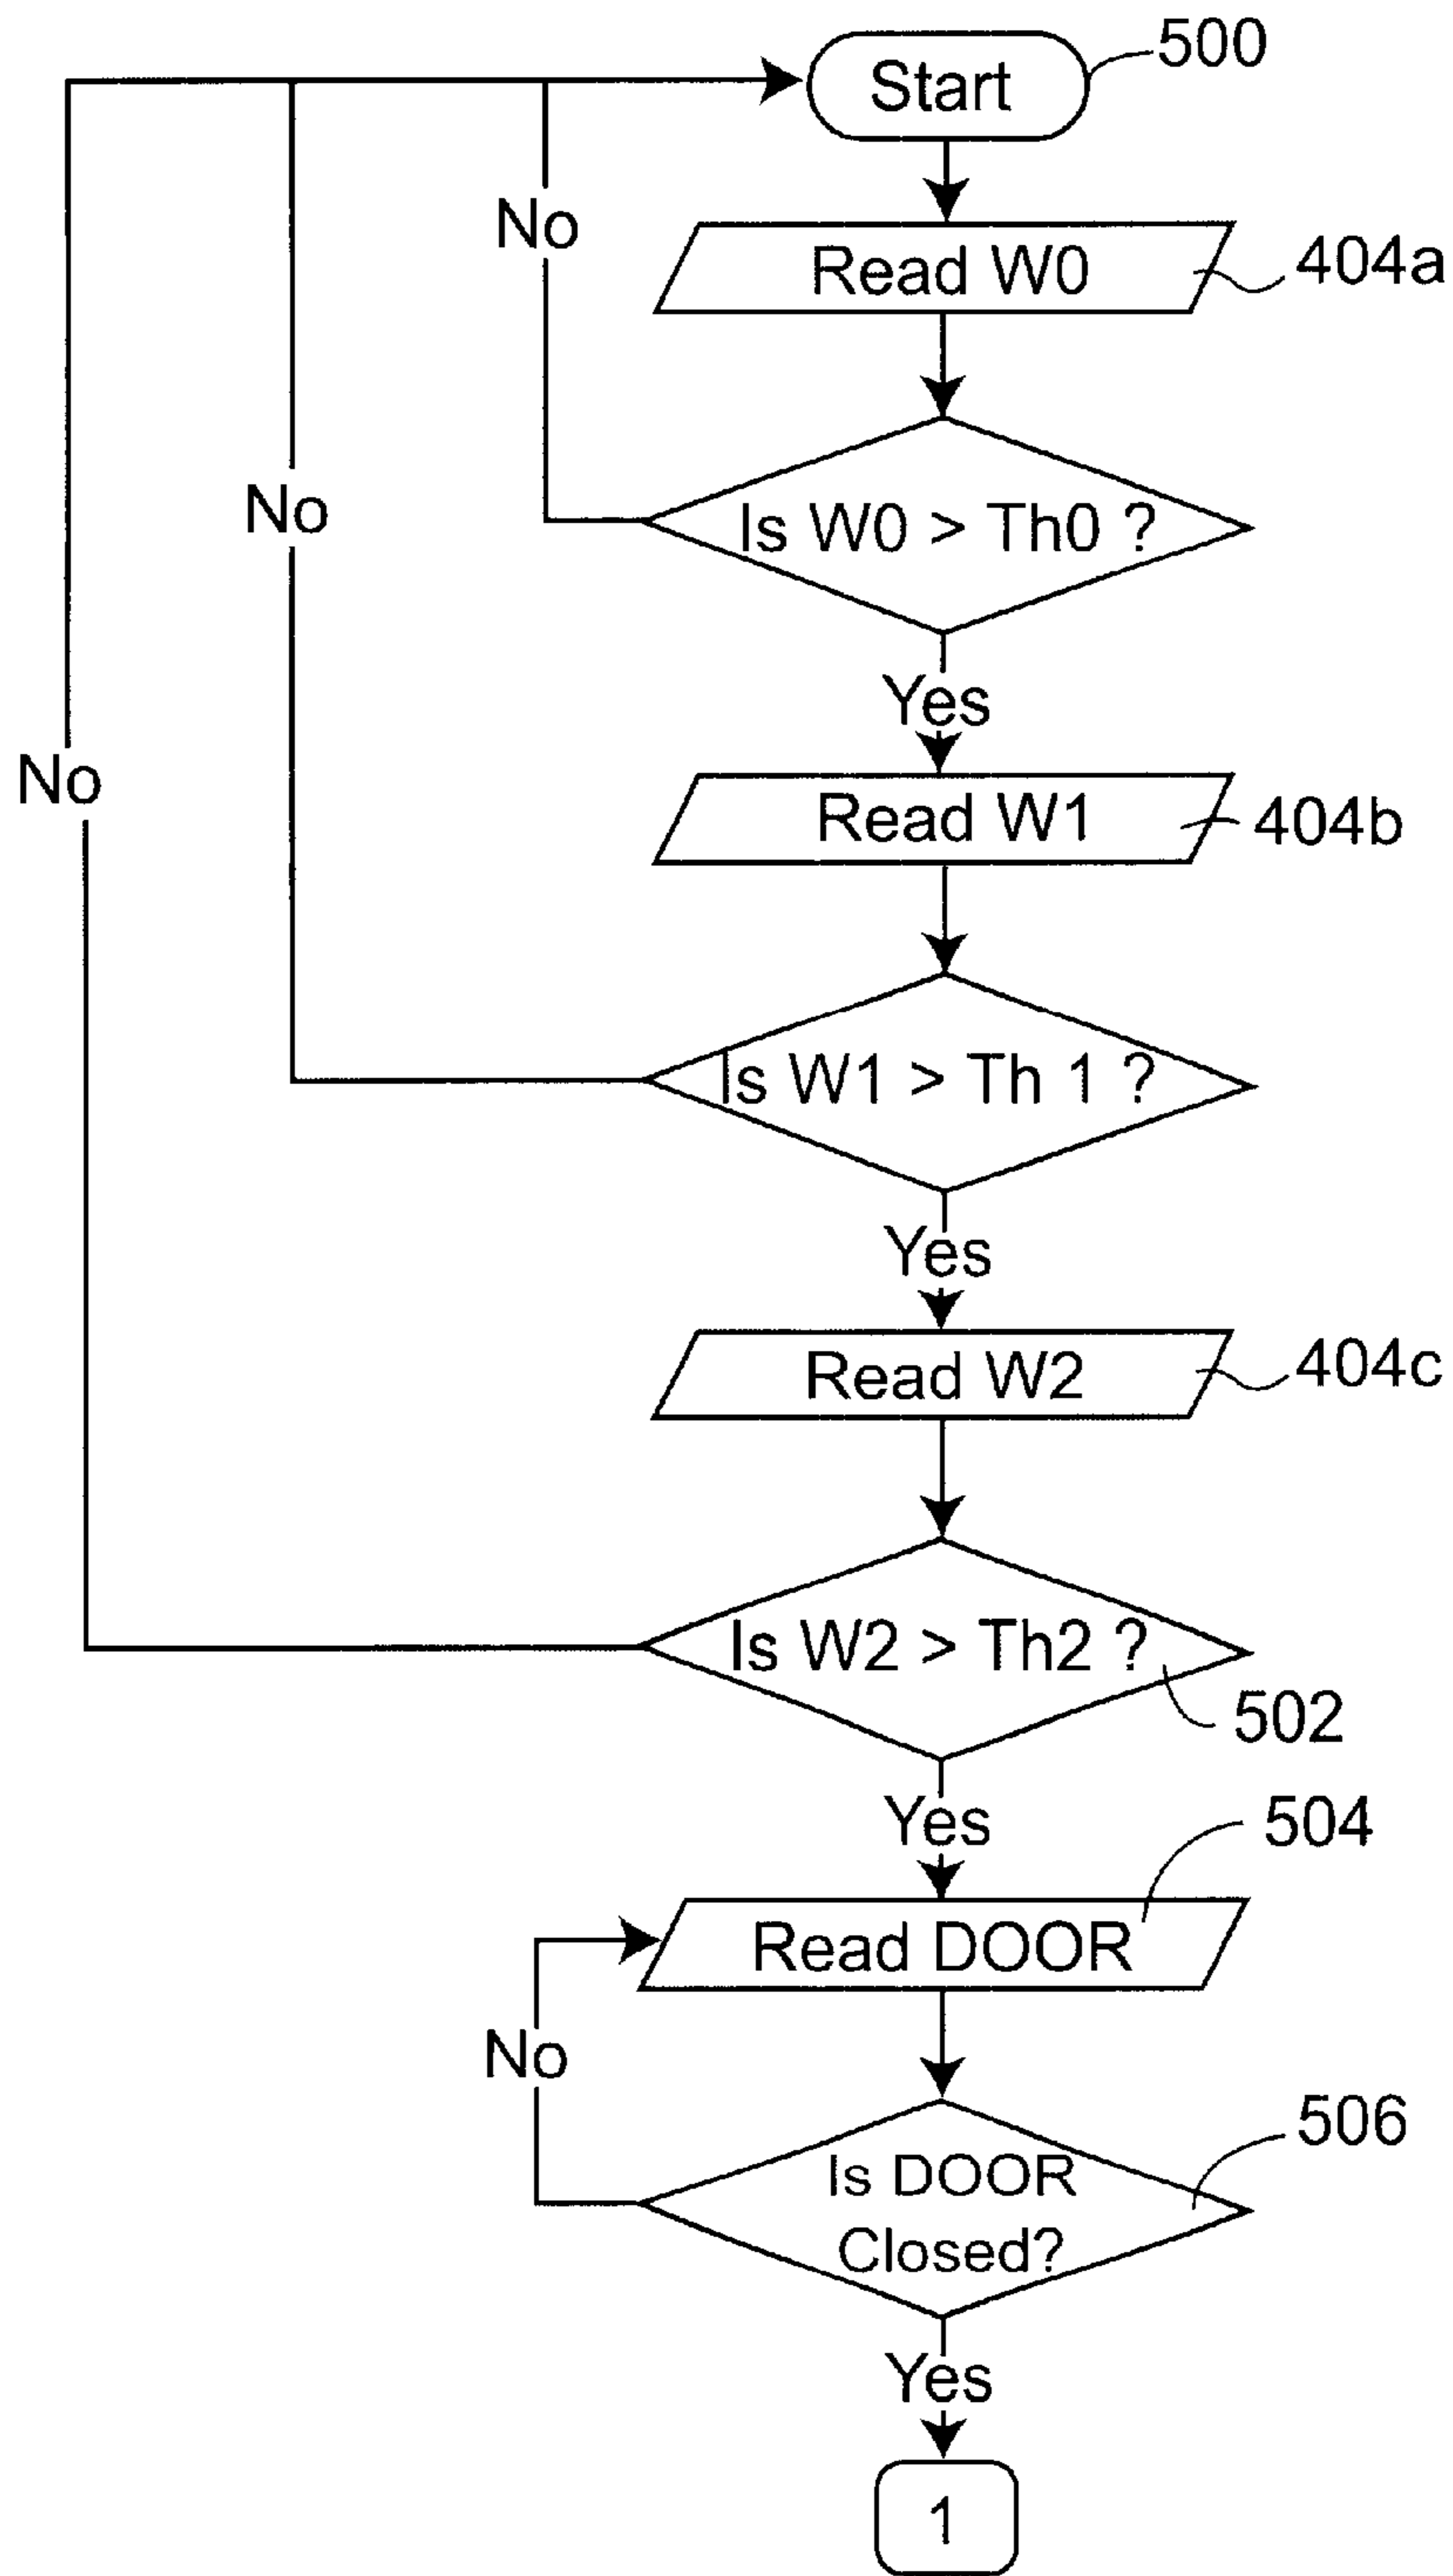 Start
500
No
Read W0
404a
No
Is W0 > Th0 ?
Yes
No
Read W1
404b
Is W1 > Th 1 ?
Yes
Read W2
404c
Is W2 > Th2 ?
502
Yes
504
Read DOOR
No
506
Is DOOR
Closed?
Yes
1